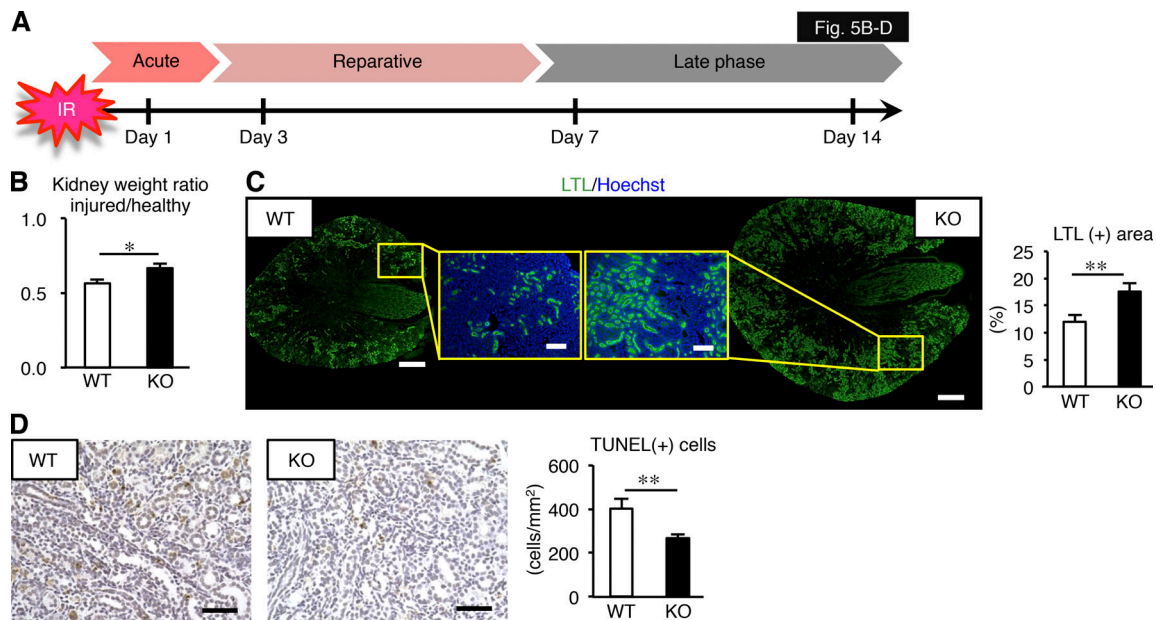 A
Fig. 5B-D
Acute
Reparative
Late phase
IR
Day 1
Day 3
Day 7
Day 14
B
Kidney weight ratio
injured/healthy
1.0
0.5
0.0
*
WT
KO
C
LTL/Hoechst
WT
KO
LTL (+) area
(%)
25
20
15
10
5
0
**
WT
KO
D
WT
KO
TUNEL(+) cells
(cells/mm²)
600
400
200
0
**
WT
KO